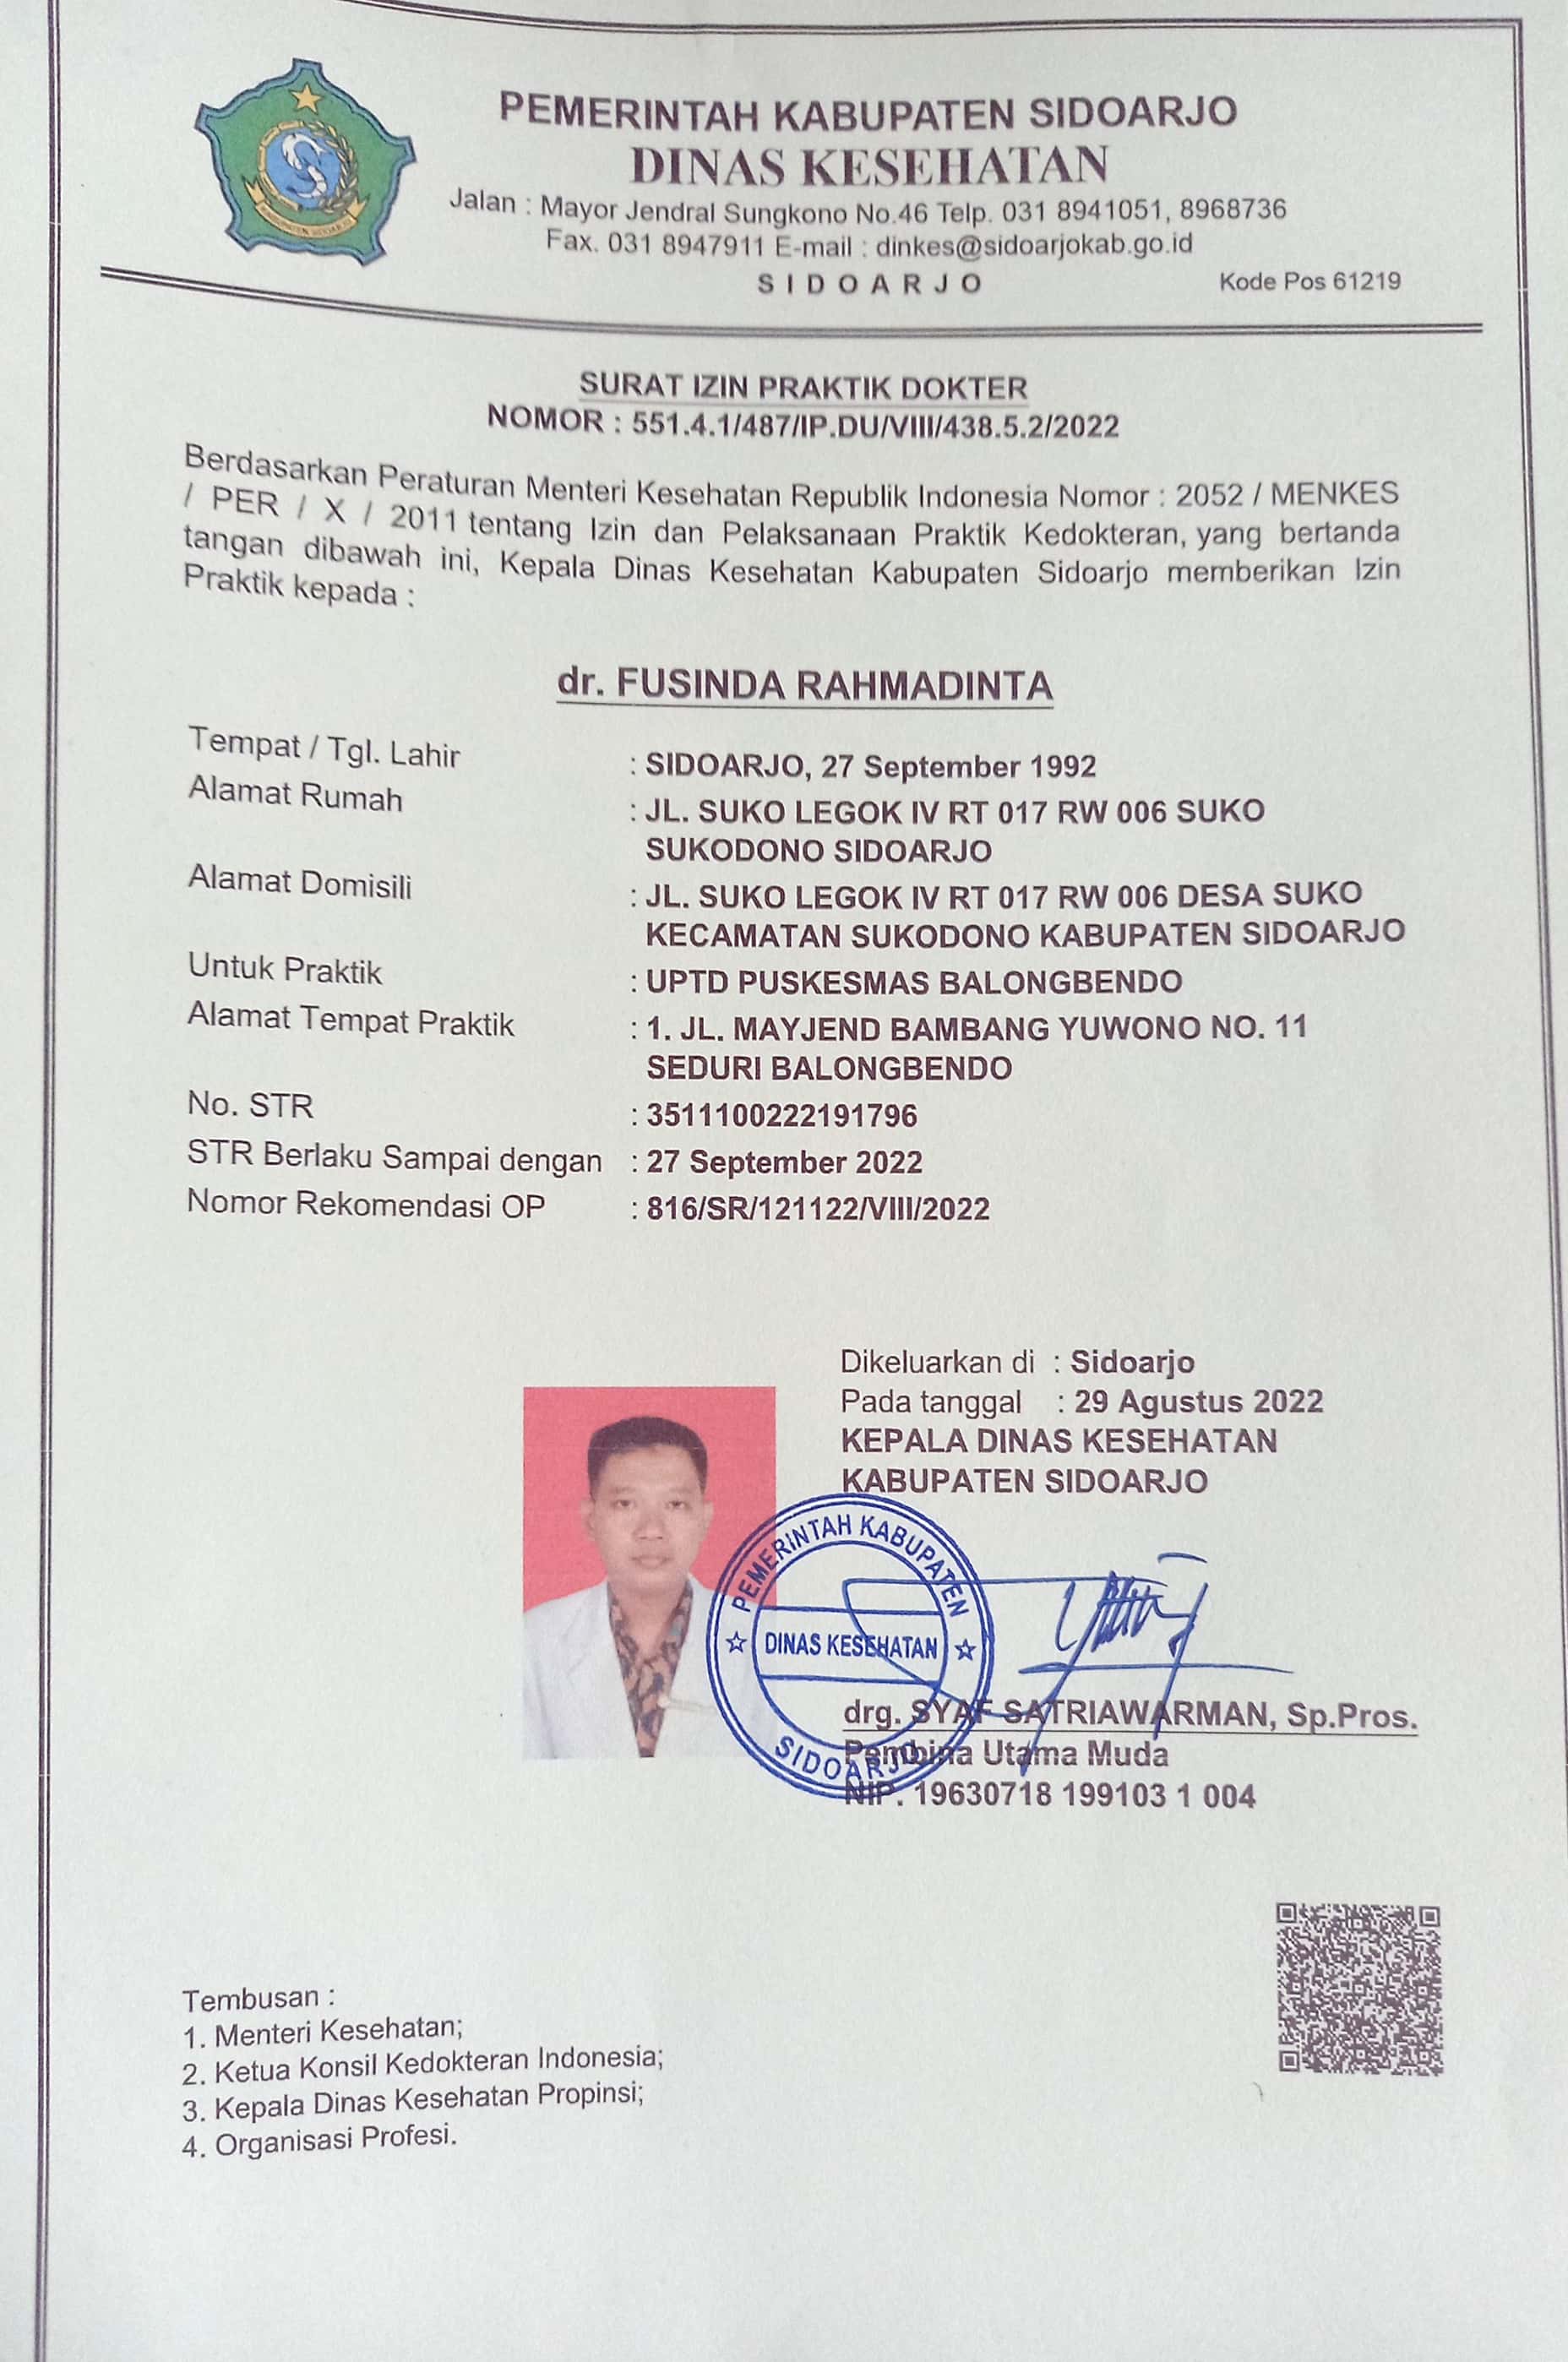 PEMERINTAH KABUPATEN SIDOARJO
DINAS KESEHATAN
Jalan : Mayor Jendral Sungkono No.46 Telp. 031 8941051, 8968736
Fax. 031 8947911 E-mail : dinkes@sidoarjokab.go.id
S I D O A R J O
Kode Pos 61219
KABUPATEN SIDOARJO
SURAT IZIN PRAKTIK DOKTER
NOMOR : 551.4.1/487/IP.DU/VIII/438.5.2/2022
Berdasarkan Peraturan Menteri Kesehatan Republik Indonesia Nomor : 2052 / MENKES
/ PER / X / 2011 tentang Izin dan Pelaksanaan Praktik Kedokteran, yang bertanda
tangan dibawah ini, Kepala Dinas Kesehatan Kabupaten Sidoarjo memberikan Izin
Praktik kepada :
dr. FUSINDA RAHMADINTA
Tempat / Tgl. Lahir : SIDOARJO, 27 September 1992
Alamat Rumah : JL. SUKO LEGOK IV RT 017 RW 006 SUKO
SUKODONO SIDOARJO
Alamat Domisili : JL. SUKO LEGOK IV RT 017 RW 006 DESA SUKO
KECAMATAN SUKODONO KABUPATEN SIDOARJO
Untuk Praktik : UPTD PUSKESMAS BALONGBENDO
Alamat Tempat Praktik : 1. JL. MAYJEND BAMBANG YUWONO NO. 11
SEDURI BALONGBENDO
No. STR : 3511100222191796
STR Berlaku Sampai dengan : 27 September 2022
Nomor Rekomendasi OP : 816/SR/121122/VIII/2022
Dikeluarkan di : Sidoarjo
Pada tanggal : 29 Agustus 2022
KEPALA DINAS KESEHATAN
KABUPATEN SIDOARJO
PEMERINTAH KABUPATEN
DINAS KESEHATAN
SIDOARJO
drg. SYAF SATRIAWARMAN, Sp.Pros.
Pembina Utama Muda
NIP. 19630718 199103 1 004
Tembusan :
1. Menteri Kesehatan;
2. Ketua Konsil Kedokteran Indonesia;
3. Kepala Dinas Kesehatan Propinsi;
4. Organisasi Profesi.